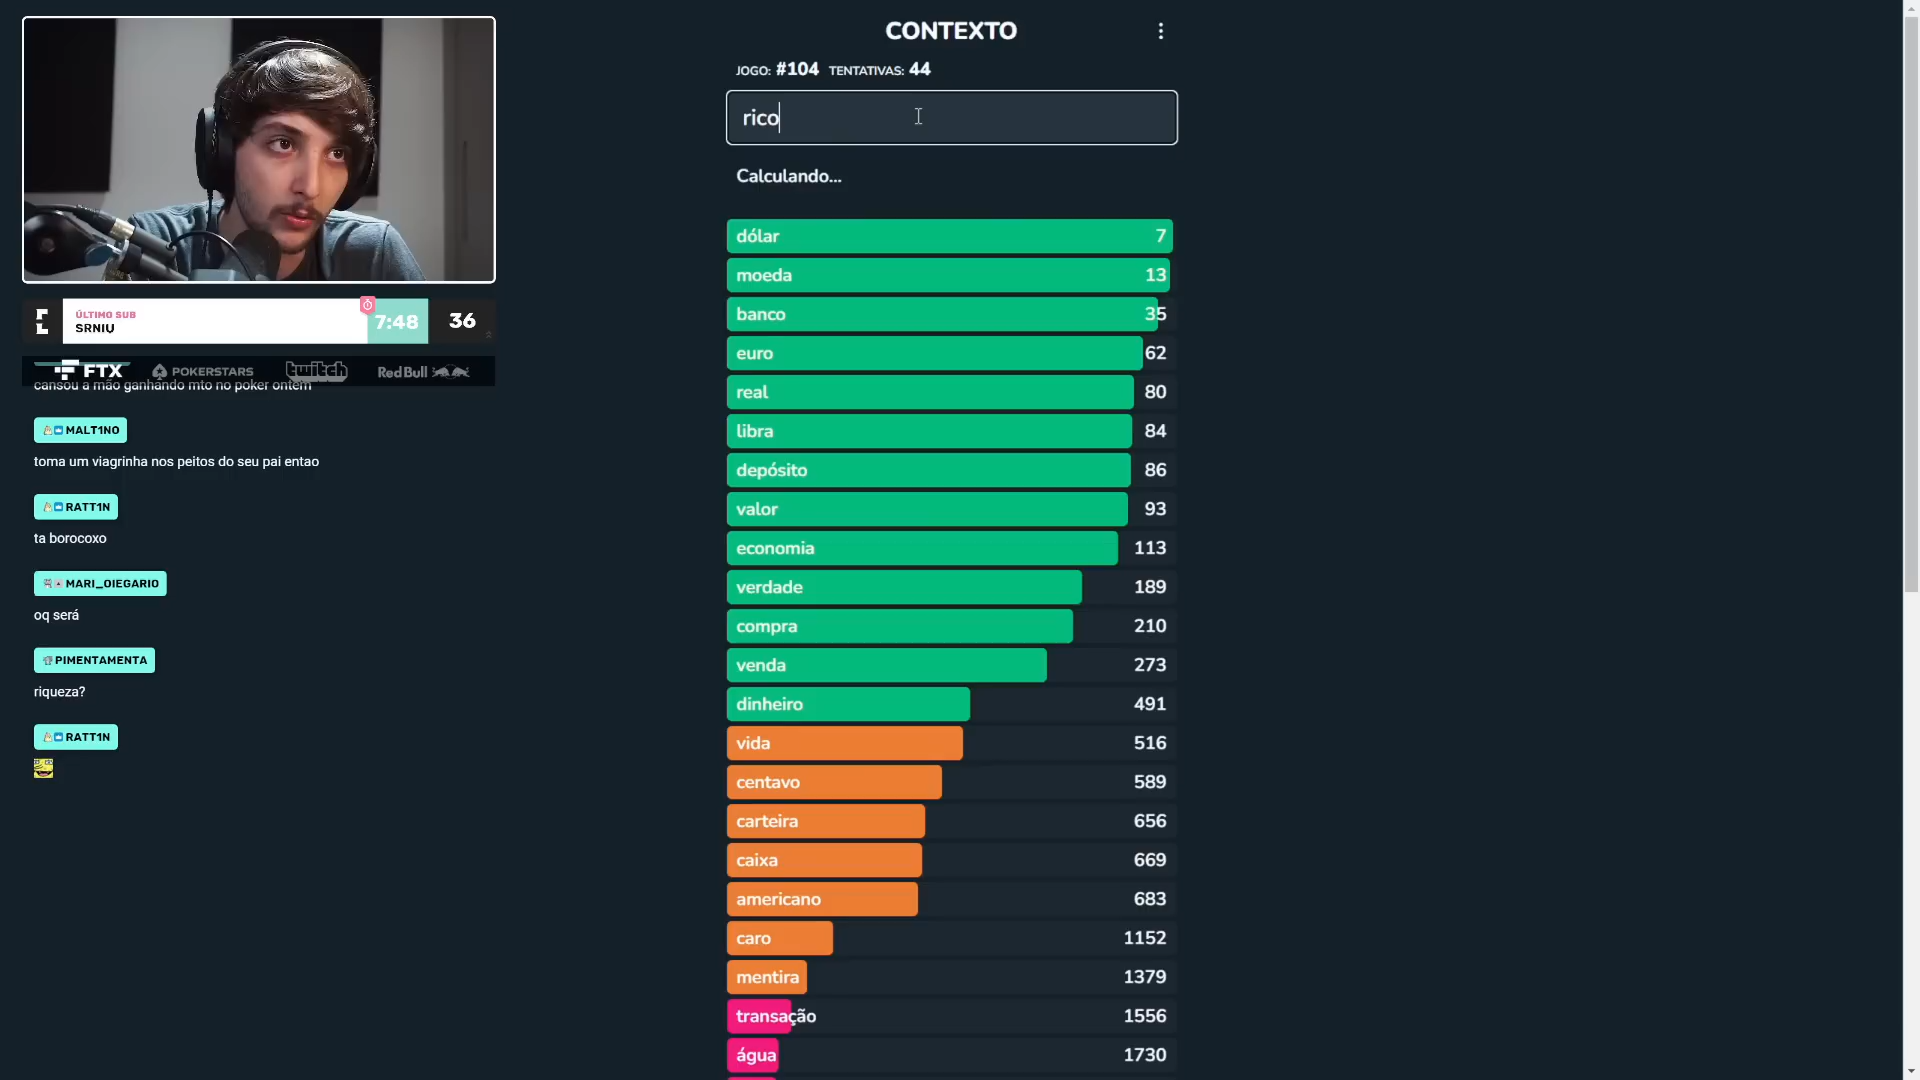 CONTEXTO
JOGO: #104 TENTATIVAS: 44
rico
Calculando...
dólar 7
moeda 13
banco 35
euro 62
real 80
libra 84
depósito 86
valor 93
economia 113
verdade 189
compra 210
venda 273
dinheiro 491
vida 516
centavo 589
carteira 656
caixa 669
americano 683
caro 1152
mentira 1379
transação 1556
água 1730
ÚLTIMO SUB
SRNIU
7:48
36
FTX POKERSTARS twitch Red Bull
cansou a mão ganhando mto no poker ontem
MALT1NO
toma um viagrinha nos peitos do seu pai entao
RATT1N
ta borocoxo
MARI_OIEGARIO
oq será
PIMENTAMENTA
riqueza?
RATT1N